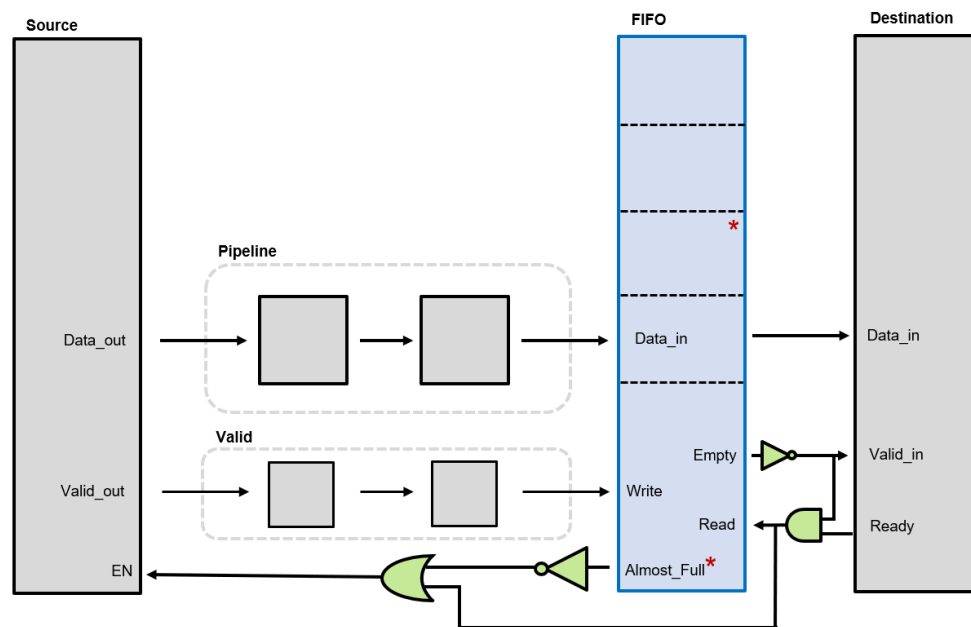 Source
FIFO
Destination
*
Pipeline
Data_out
Data_in
Data_in
Valid
Empty
Valid_in
Valid_out
Write
Read
Ready
EN
Almost_Full*